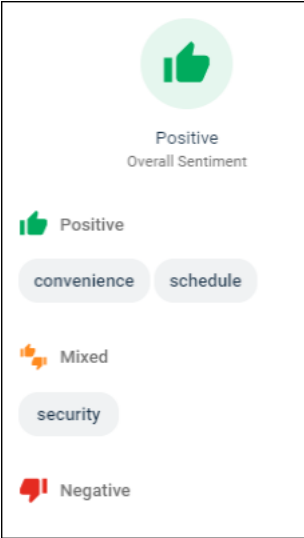 Positive
Overall Sentiment
Positive
convenience schedule
Mixed
security
Negative